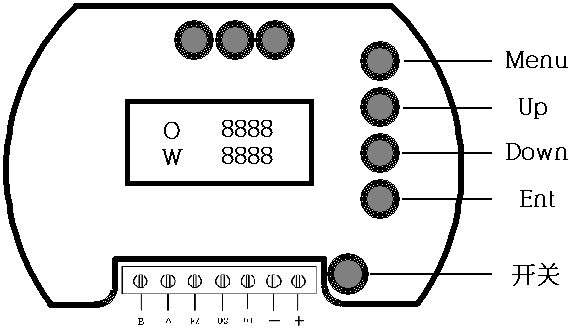 Menu
Up
Down
Ent
O 8888
W 8888
开关
B A – +